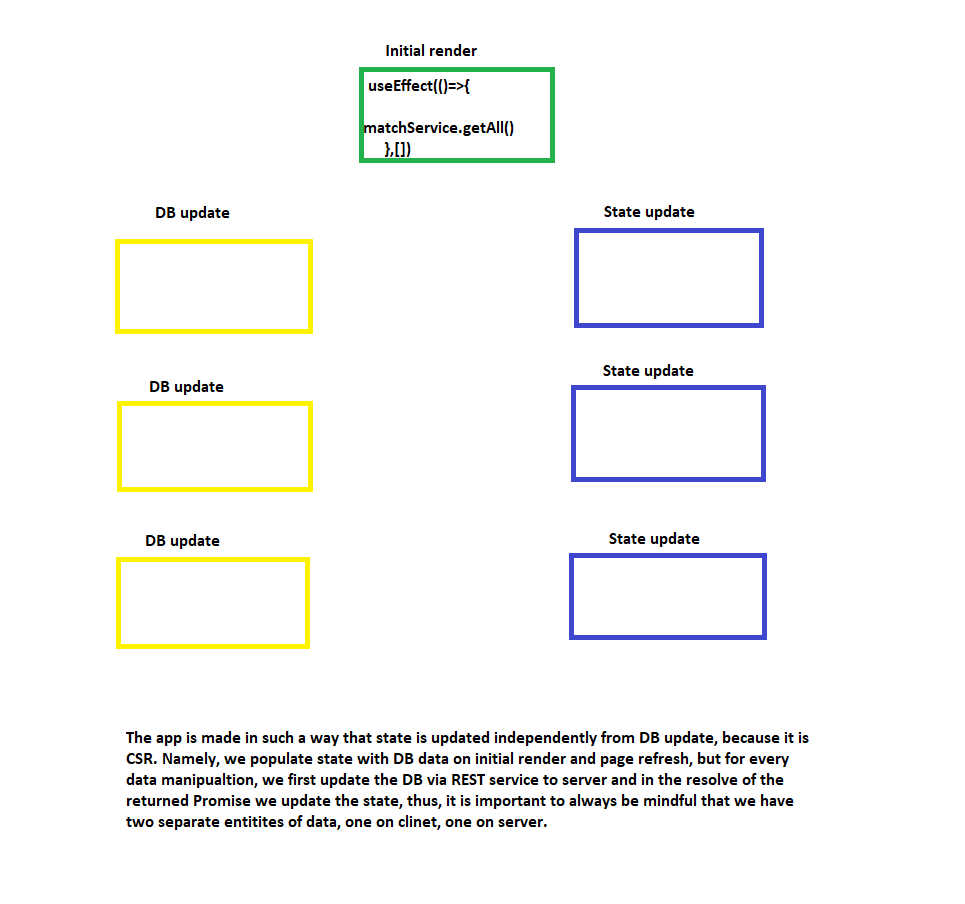 Initial render
useEffect(()=>{
matchService.getAll()
},[])
DB update
State update
DB update
State update
DB update
State update
The app is made in such a way that state is updated independently from DB update, because it is
CSR. Namely, we populate state with DB data on initial render and page refresh, but for every
data manipualtion, we first update the DB via REST service to server and in the resolve of the
returned Promise we update the state, thus, it is important to always be mindful that we have
two separate entitites of data, one on clinet, one on server.